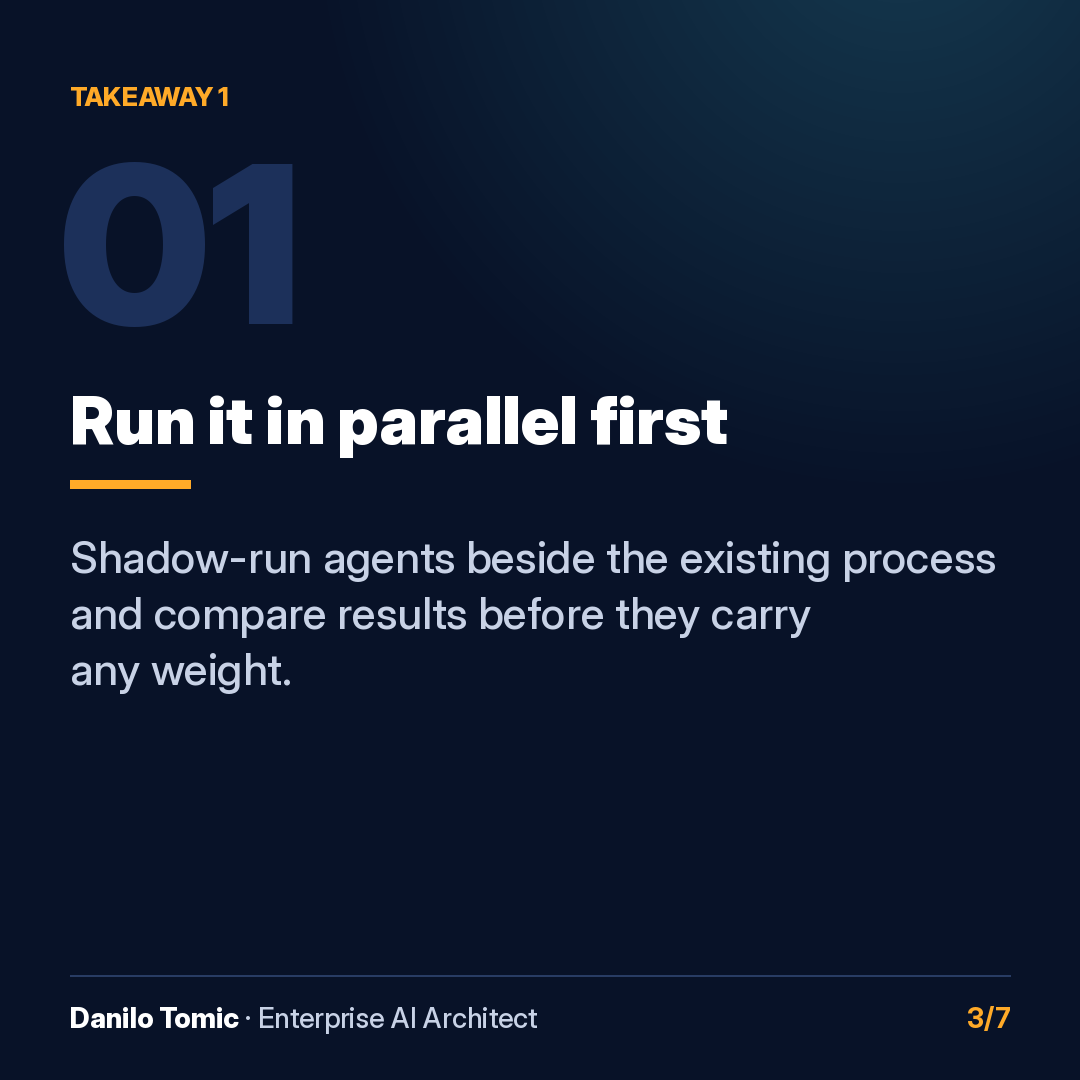 TAKEAWAY 1
01
Run it in parallel first
Shadow-run agents beside the existing process
and compare results before they carry
any weight.
Danilo Tomic · Enterprise AI Architect
3/7